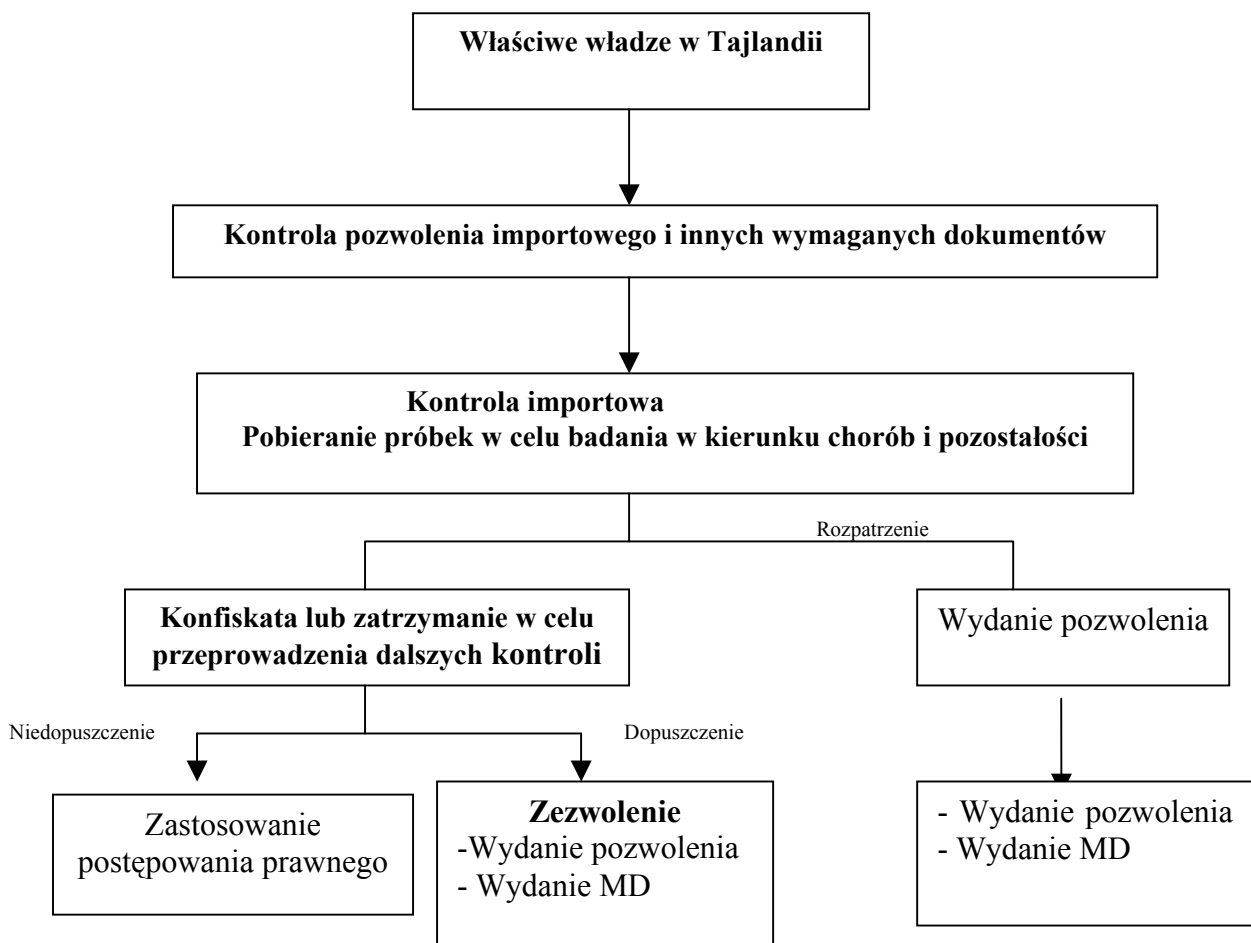 Właściwe władze w Tajlandii
Kontrola pozwolenia importowego i innych wymaganych dokumentów
Kontrola importowa
Pobieranie próbek w celu badania w kierunku chorób i pozostałości
Rozpatrzenie
Konfiskata lub zatrzymanie w celu
przeprowadzenia dalszych kontroli
Wydanie pozwolenia
Niedopuszczenie
Dopuszczenie
Zastosowanie
postępowania prawnego
Zezwolenie
-Wydanie pozwolenia
- Wydanie MD
- Wydanie pozwolenia
- Wydanie MD